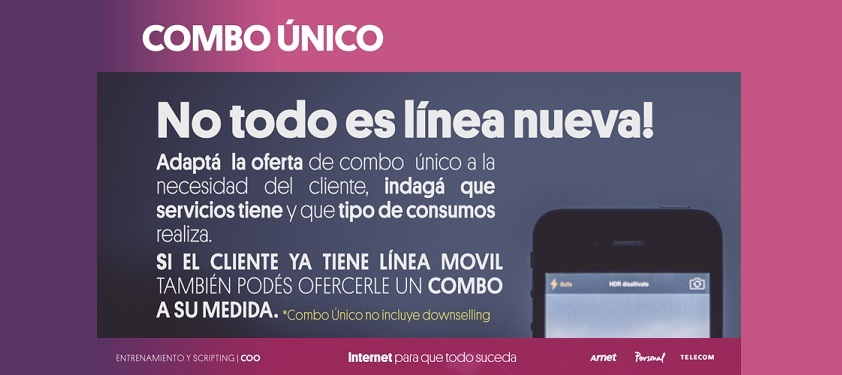 COMBO ÚNICO
No todo es línea nueva!
Adaptá la oferta de combo único a la
necesidad del cliente, indagá que
servicios tiene y que tipo de consumos
realiza.
SI EL CLIENTE YA TIENE LÍNEA MOVIL
TAMBIÉN PODÉS OFERCERLE UN COMBO
A SU MEDIDA. *Combo Único no incluye downselling
Auto HDR disattivato
ENTRENAMIENTO Y SCRIPTING | COO Internet para que todo suceda Arnet Personal TELECOM